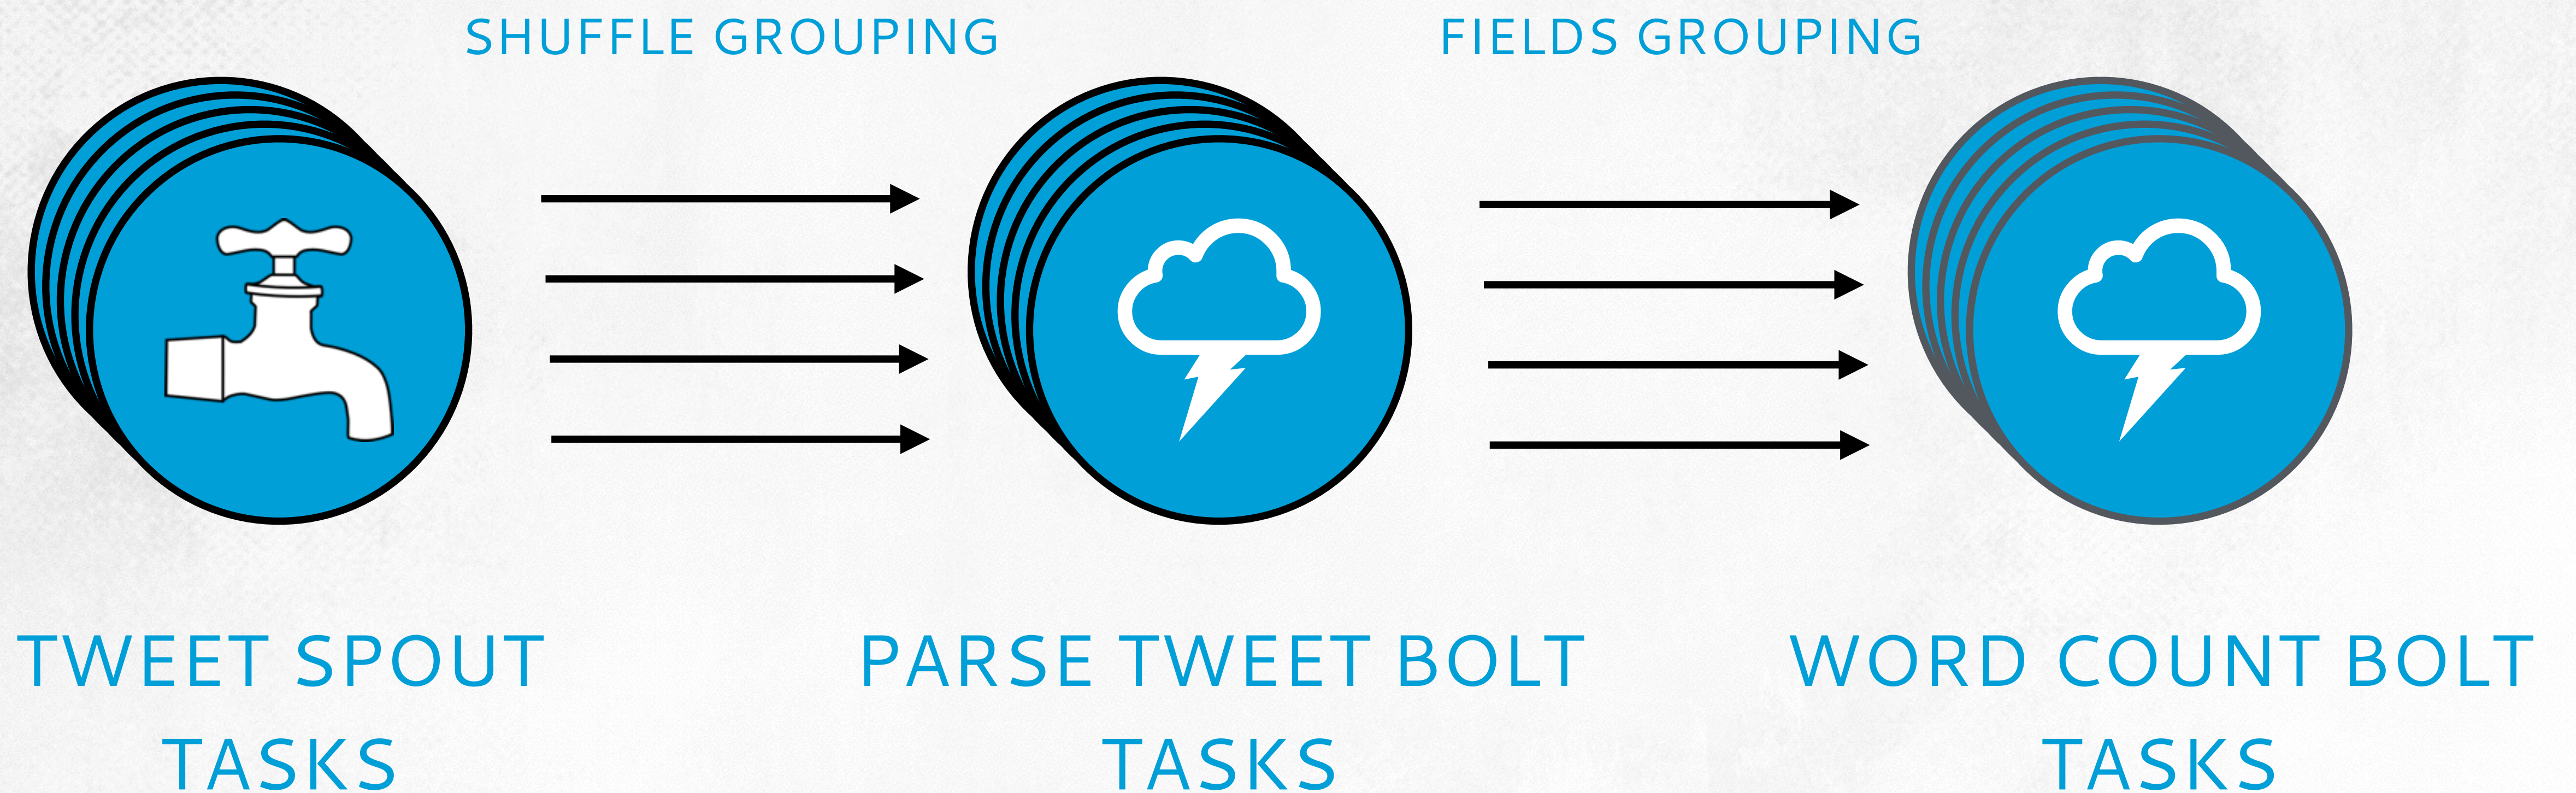 SHUFFLE GROUPING
FIELDS GROUPING
TWEET SPOUT
TASKS
PARSE TWEET BOLT
TASKS
WORD COUNT BOLT
TASKS